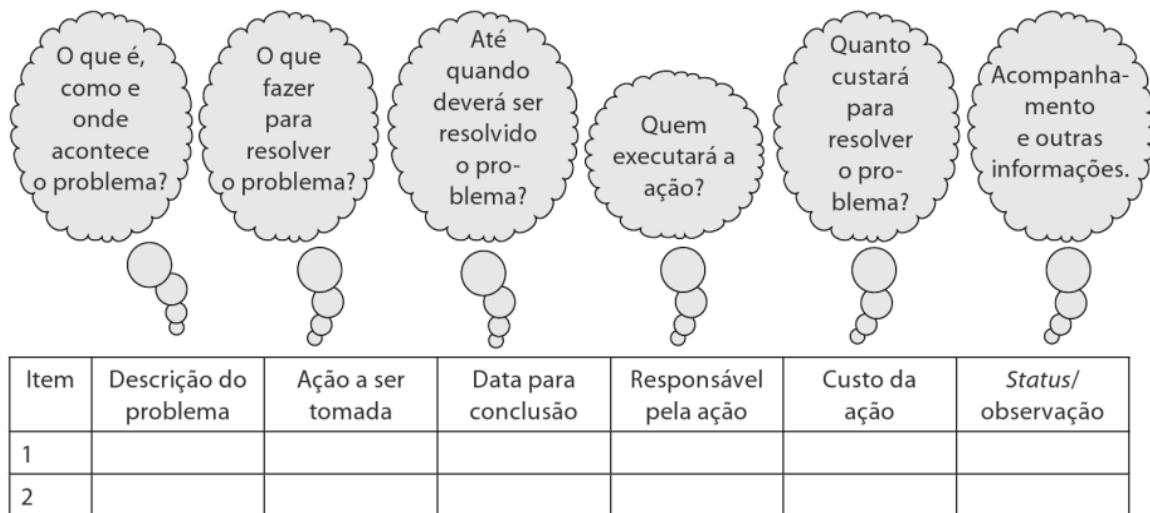 O que é,
como e
onde
acontece
o problema?
O que
fazer
para
resolver
o problema?
Até
quando
deverá ser
resolvido
o pro-
blema?
Quem
executará a
ação?
Quanto
custará
para
resolver
o pro-
blema?
Acompanha-
mento
e outras
informações.
Item
Descrição do
problema
Ação a ser
tomada
Data para
conclusão
Responsável
pela ação
Custo da
ação
Status/
observação
1
2